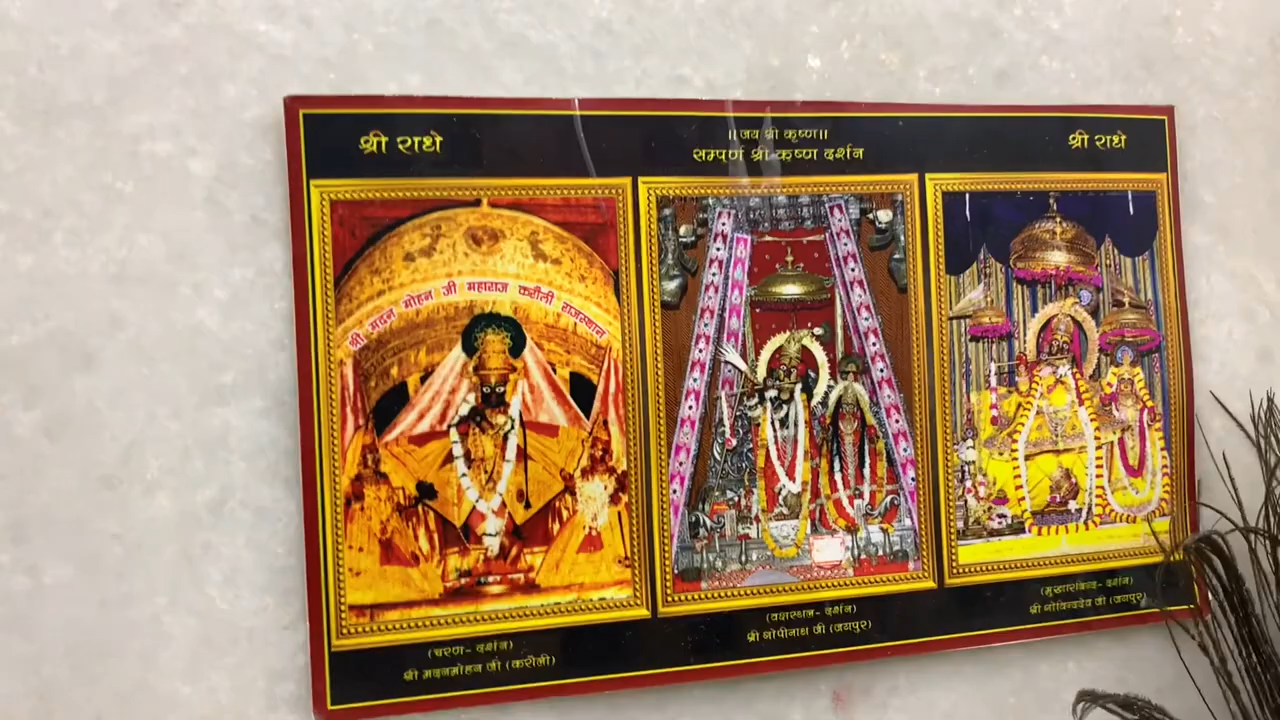 श्री राधे
॥जय श्री कृष्ण॥
सम्पूर्ण श्री कृष्ण दर्शन
श्री राधे
श्री मदन मोहन जी महाराज करौली राजस्थान
(चरण- दर्शन)
श्री मदनमोहन जी (करौली)
(वक्षस्थल- दर्शन)
श्री गोपीनाथ जी (जयपुर)
(मुखारबिन्द- दर्शन)
श्री गोविन्ददेव जी (जयपुर)